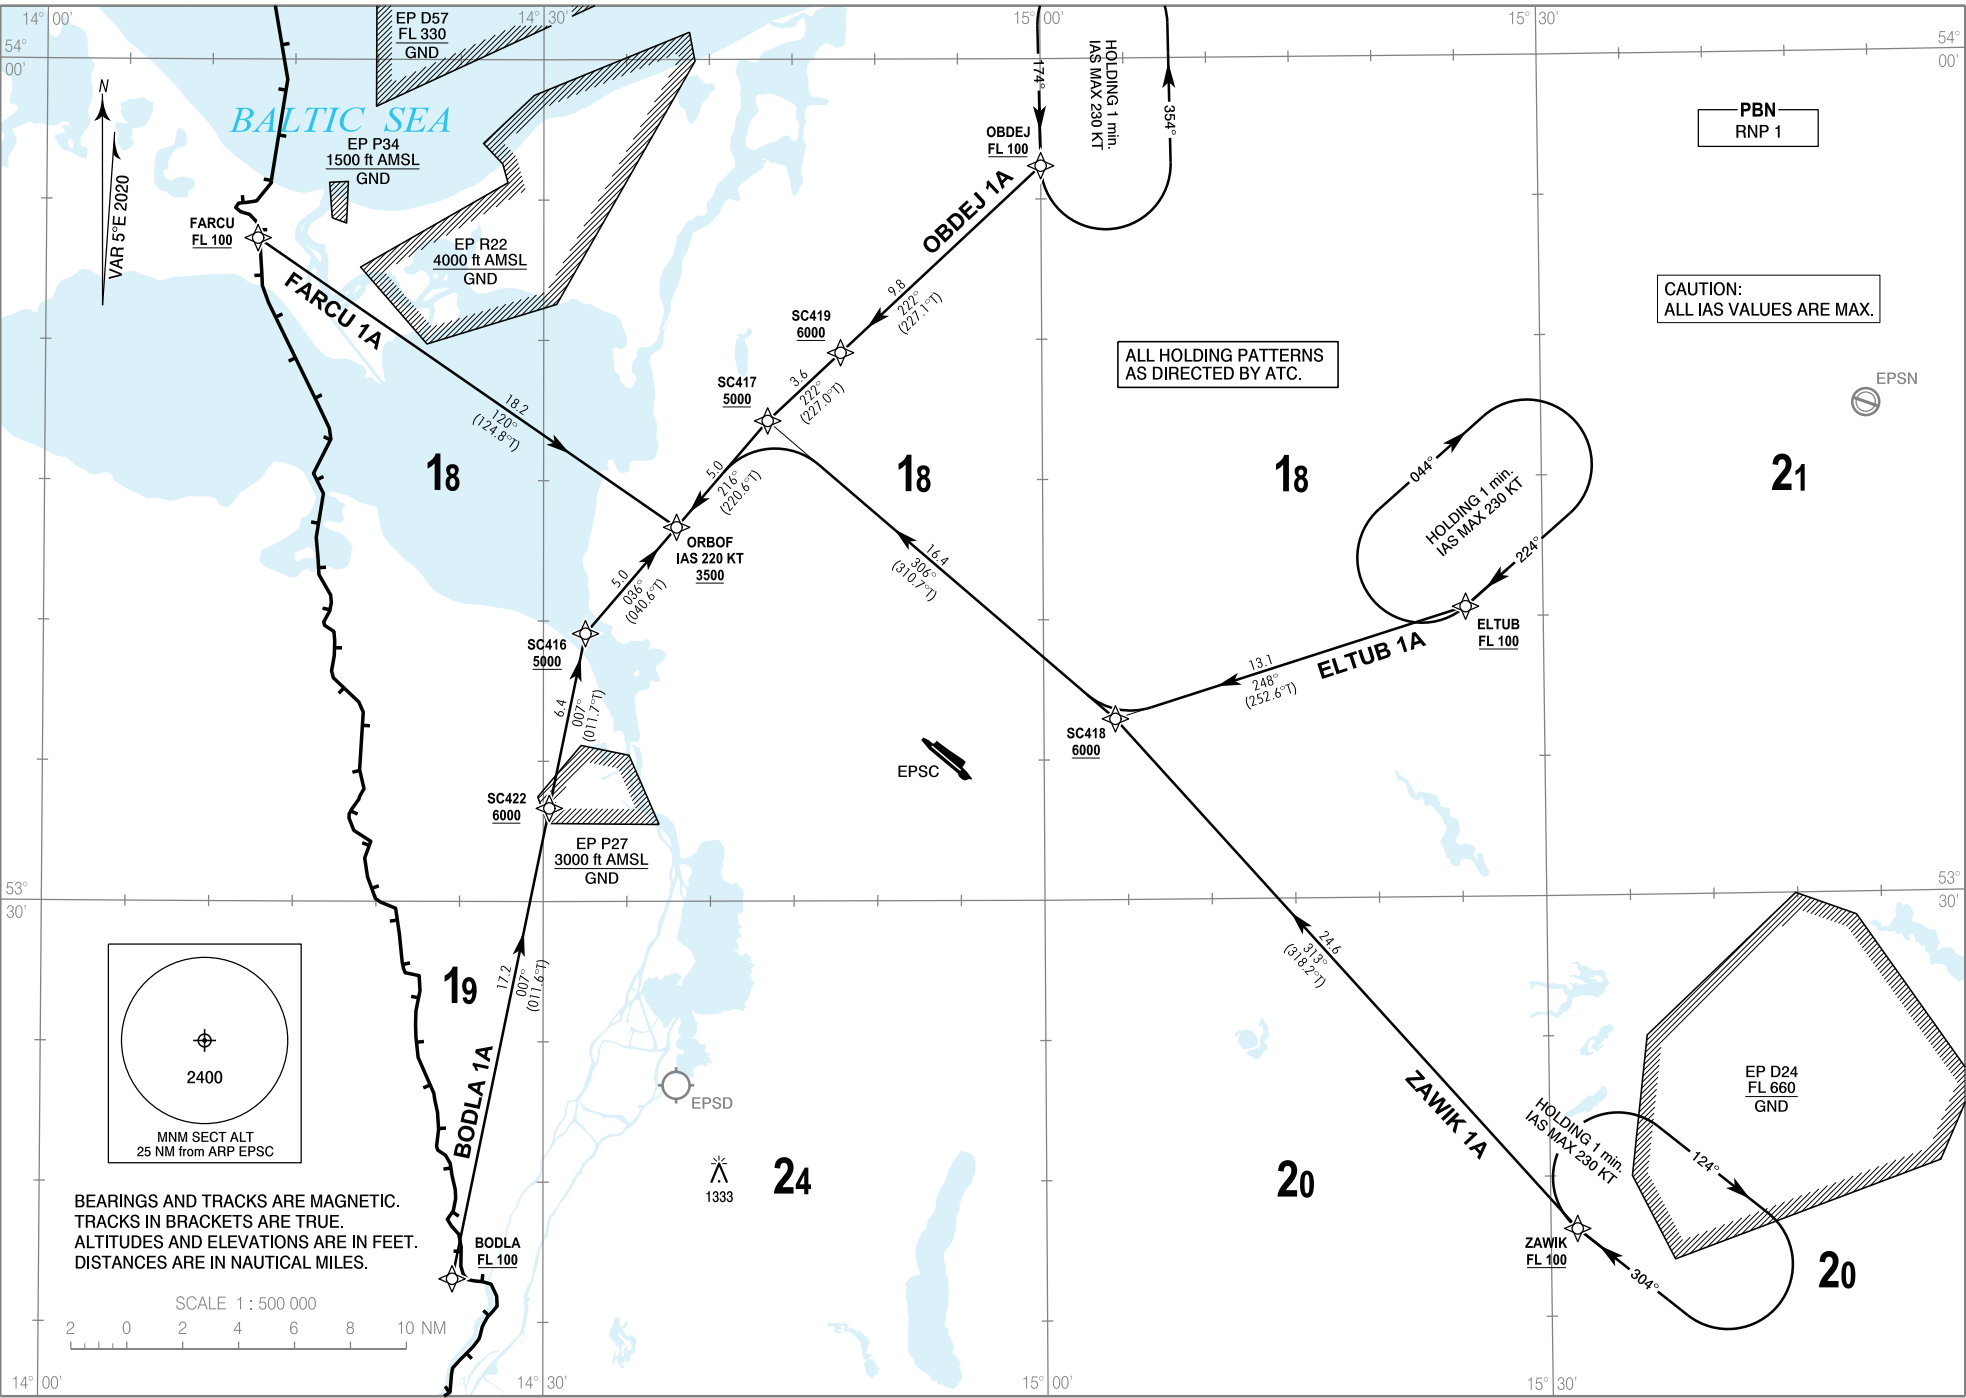 14° 00'
14° 30'
15° 00'
15° 30'
54°
00'
54°
00'
EP D57
FL 330
GND
N
VAR 5°E 2020
BALTIC SEA
EP P34
1500 ft AMSL
GND
174°
HOLDING 1 min.
IAS MAX 230 KT
354°
PBN
RNP 1
OBDEJ
FL 100
OBDEJ 1A
FARCU
FL 100
EP R22
4000 ft AMSL
GND
FARCU 1A
9.8
222°
(227.1°T)
CAUTION:
ALL IAS VALUES ARE MAX.
SC419
6000
ALL HOLDING PATTERNS
AS DIRECTED BY ATC.
EPSN
SC417
5000
3.6
222°
(227.0°T)
18.2
120°
(124.8°T)
18
18
18
21
5.0
216°
(220.6°T)
044°
HOLDING 1 min.
IAS MAX 230 KT
224°
ORBOF
IAS 220 KT
3500
16.4
306°
(310.7°T)
5.0
036°
(040.6°T)
ELTUB
FL 100
ELTUB 1A
SC416
5000
13.1
248°
(252.6°T)
6.4
007°
(011.7°T)
SC418
6000
EPSC
SC422
6000
EP P27
3000 ft AMSL
GND
53°
30'
53°
30'
24.6
313°
(318.2°T)
17.2
007°
(011.6°T)
19
2400
MNM SECT ALT
25 NM from ARP EPSC
BODLA 1A
EPSD
ZAWIK 1A
EP D24
FL 660
GND
HOLDING 1 min.
IAS MAX 230 KT
124°
1333
24
20
BEARINGS AND TRACKS ARE MAGNETIC.
TRACKS IN BRACKETS ARE TRUE.
ALTITUDES AND ELEVATIONS ARE IN FEET.
DISTANCES ARE IN NAUTICAL MILES.
BODLA
FL 100
ZAWIK
FL 100
304°
20
SCALE 1 : 500 000
2 0 2 4 6 8 10 NM
14° 00'
14° 30'
15° 00'
15° 30'